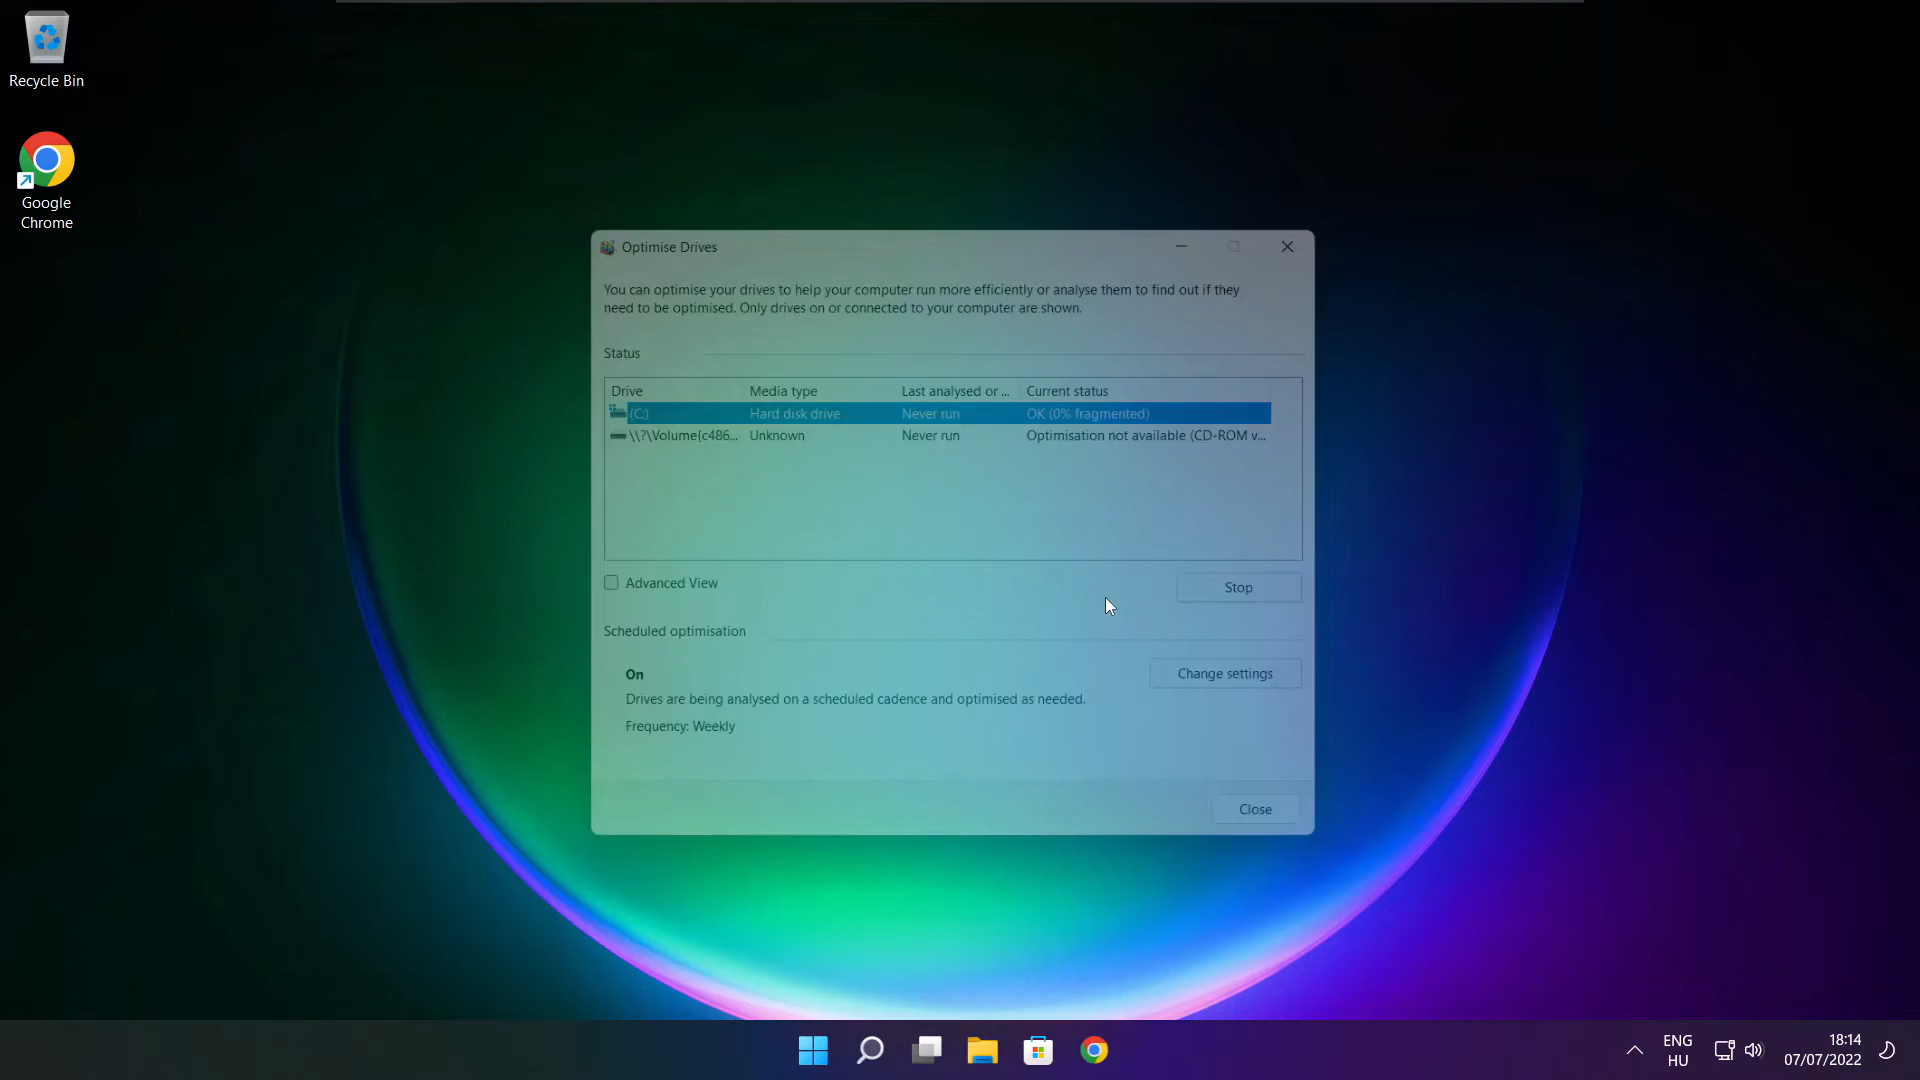 Recycle Bin
Google
Chrome
Optimise Drives
You can optimise your drives to help your computer run more efficiently or analyse them to find out if they
need to be optimised. Only drives on or connected to your computer are shown.
Status
Drive Media type Last analysed or ... Current status
(C:) Hard disk drive Never run OK (0% fragmented)
\\?\Volume{c486... Unknown Never run Optimisation not available (CD-ROM v...
Advanced View
Stop
Scheduled optimisation
On
Change settings
Drives are being analysed on a scheduled cadence and optimised as needed.
Frequency: Weekly
Close
ENG
HU
18:14
07/07/2022